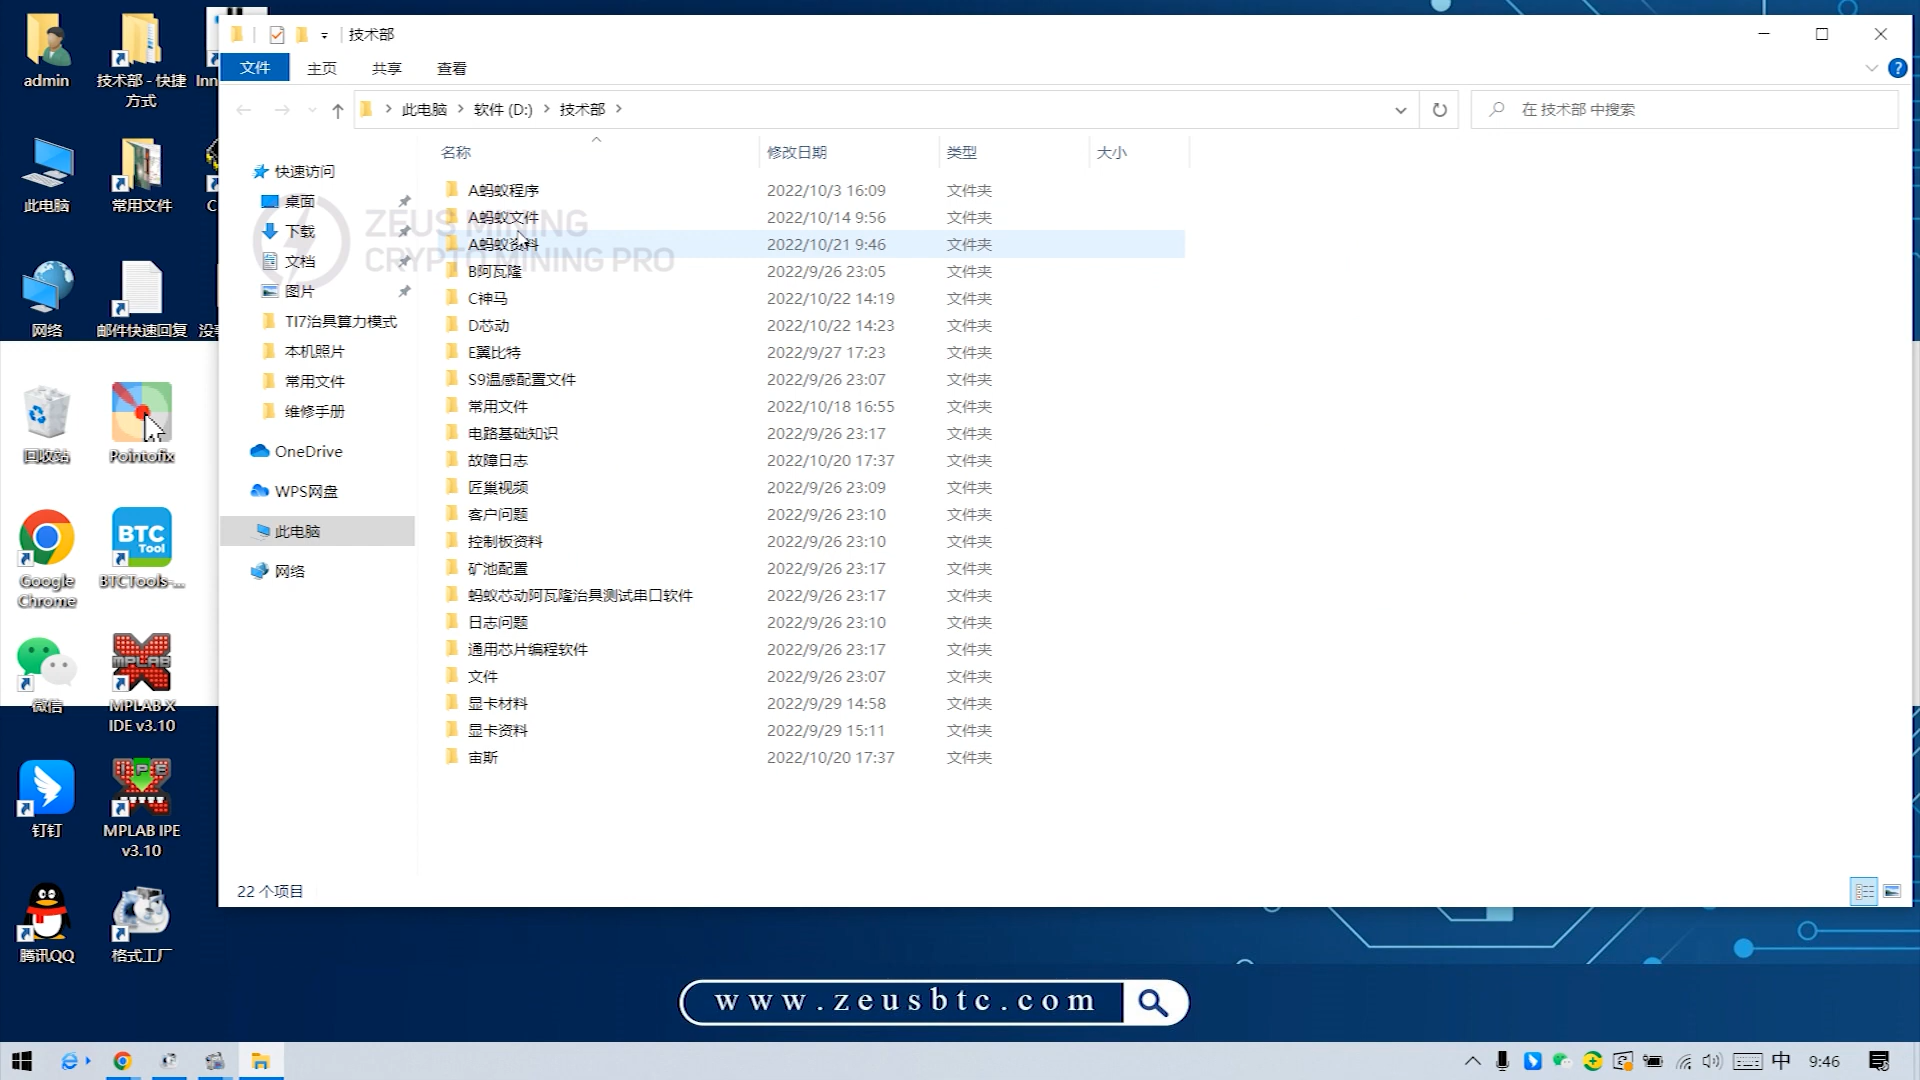 技术部
文件 主页 共享 查看
此电脑 软件 (D:) 技术部
在 技术部 中搜索
名称 修改日期 类型 大小
快速访问
桌面
下载
文档
图片
TI7治具算力模式
本机照片
常用文件
维修手册
OneDrive
WPS网盘
此电脑
网络
A蚂蚁程序 2022/10/3 16:09 文件夹
A蚂蚁文件 2022/10/14 9:56 文件夹
A蚂蚁资料 2022/10/21 9:46 文件夹
B阿瓦隆 2022/9/26 23:05 文件夹
C神马 2022/10/22 14:19 文件夹
D芯动 2022/10/22 14:23 文件夹
E翼比特 2022/9/27 17:23 文件夹
S9温感配置文件 2022/9/26 23:07 文件夹
常用文件 2022/10/18 16:55 文件夹
电路基础知识 2022/9/26 23:17 文件夹
故障日志 2022/10/20 17:37 文件夹
匠巢视频 2022/9/26 23:09 文件夹
客户问题 2022/9/26 23:10 文件夹
控制板资料 2022/9/26 23:10 文件夹
矿池配置 2022/9/26 23:17 文件夹
蚂蚁芯动阿瓦隆治具测试串口软件 2022/9/26 23:17 文件夹
日志问题 2022/9/26 23:10 文件夹
通用芯片编程软件 2022/9/26 23:17 文件夹
文件 2022/9/26 23:07 文件夹
显卡材料 2022/9/29 14:58 文件夹
显卡资料 2022/9/29 15:11 文件夹
宙斯 2022/10/20 17:37 文件夹
22 个项目
ZEUS MINING
CRYPTO MINING PRO
admin
技术部 - 快捷
方式
Inn
此电脑
常用文件
C
网络
邮件快速回复
回收站
Pointofix
BTC
Tool
Google
Chrome
BTCTools-...
微信
MPLAB
MPLAB X
IDE v3.10
钉钉
IPE
MPLAB IPE
v3.10
腾讯QQ
格式工厂
www.zeusbtc.com
中
9:46